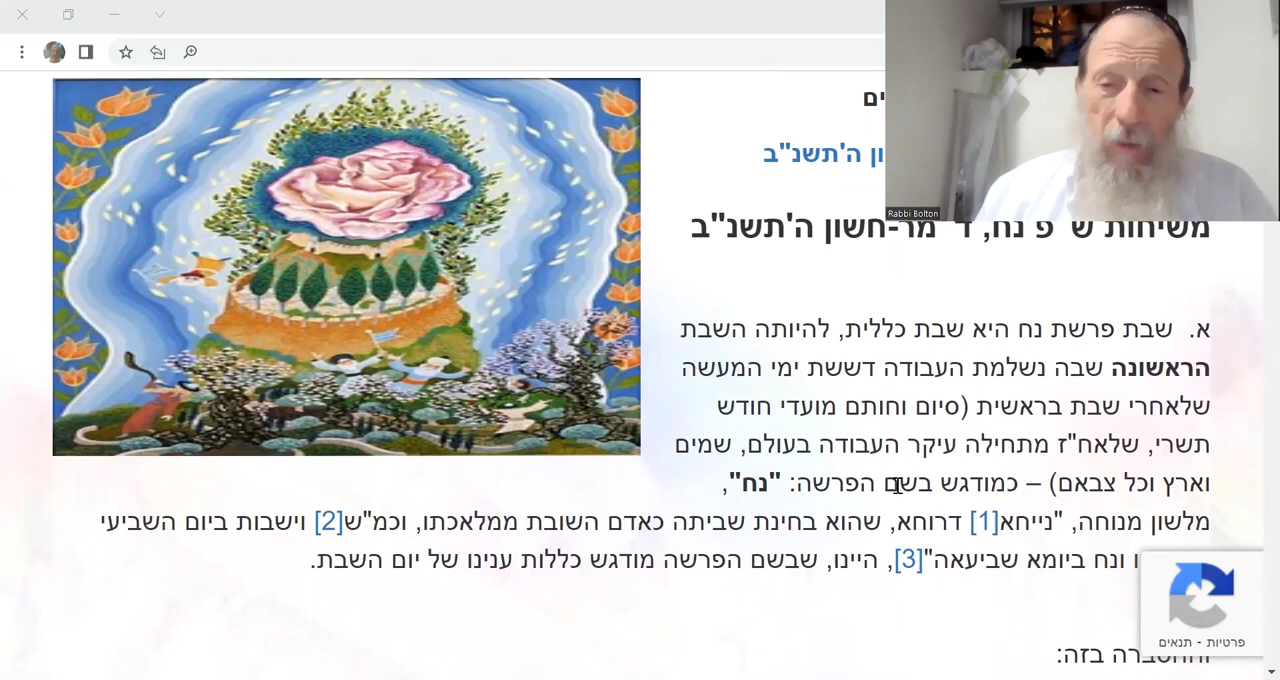 ים
ון ה'תשנ"ב
Rabbi Bolton
משיחות ש פ נח, ד מר-חשון ה'תשנ"ב
א. שבת פרשת נח היא שבת כללית, להיותה השבת
הראשונה שבה נשלמת העבודה דששת ימי המעשה
שלאחרי שבת בראשית (סיום וחותם מועדי חודש
תשרי, שלאח"ז מתחילה עיקר העבודה בעולם, שמים
וארץ וכל צבאם) – כמודגש בשם הפרשה: "נח",
מלשון מנוחה, "נייחא[1] דרוחא, שהוא בחינת שביתה כאדם השובת ממלאכתו, וכמ"ש[2] וישבות ביום השביעי
ו ונח ביומא שביעאה"[3], היינו, שבשם הפרשה מודגש כללות ענינו של יום השבת.
בזה:
פרטיות - תנאים